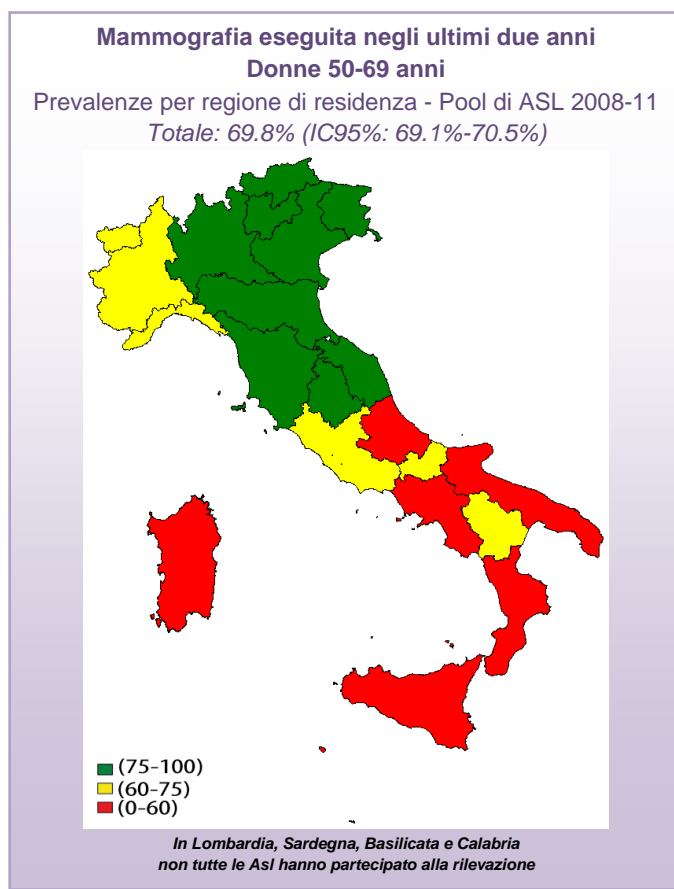 Mammografia eseguita negli ultimi due anni
Donne 50-69 anni
Prevalenze per regione di residenza - Pool di ASL 2008-11
Totale: 69.8% (IC95%: 69.1%-70.5%)
(75-100)
(60-75)
(0-60)
In Lombardia, Sardegna, Basilicata e Calabria
non tutte le Asl hanno partecipato alla rilevazione